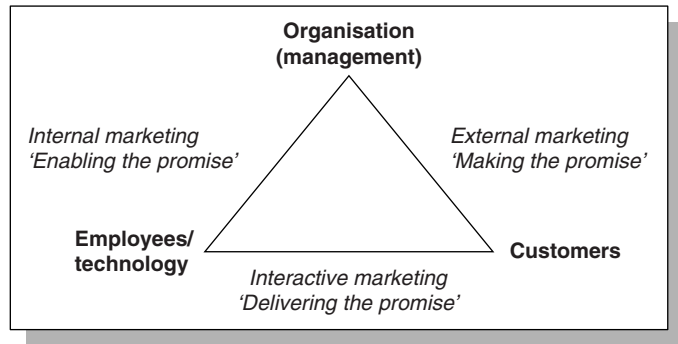 Organisation
(management)
Internal marketing
‘Enabling the promise’
External marketing
‘Making the promise’
Employees/
technology
Customers
Interactive marketing
‘Delivering the promise’